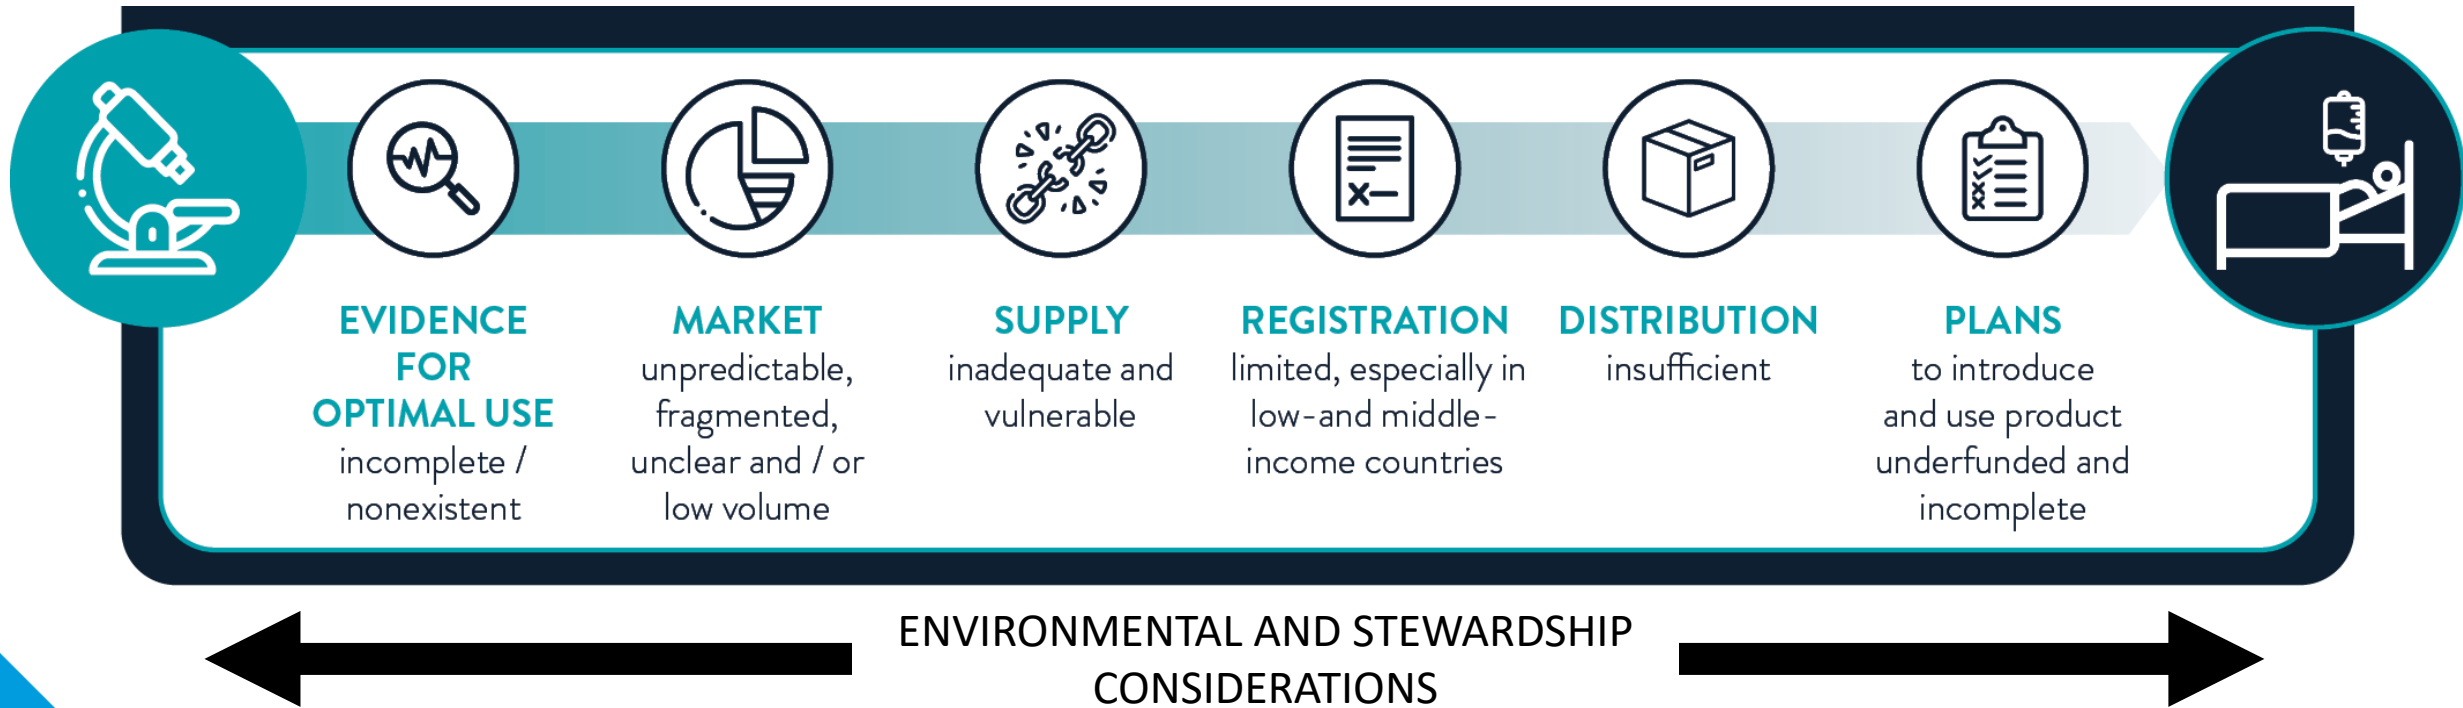 EVIDENCE
FOR
OPTIMAL USE
incomplete /
nonexistent
MARKET
unpredictable,
fragmented,
unclear and / or
low volume
SUPPLY
inadequate and
vulnerable
REGISTRATION
limited, especially in
low-and middle-
income countries
DISTRIBUTION
insufficient
PLANS
to introduce
and use product
underfunded and
incomplete
ENVIRONMENTAL AND STEWARDSHIP
CONSIDERATIONS